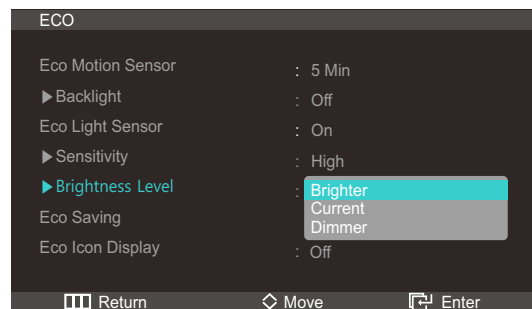 ECO
Eco Motion Sensor : 5 Min
▶Backlight : Off
Eco Light Sensor : On
▶Sensitivity : High
▶Brightness Level : Brighter
Current
Eco Saving Dimmer
Eco Icon Display : Off
Return Move Enter